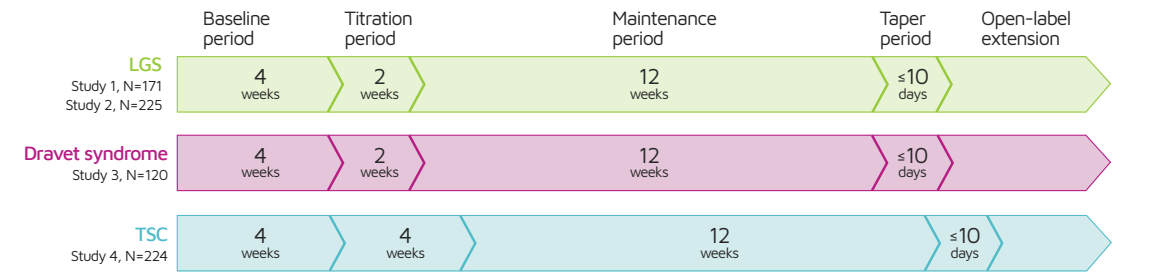 Baseline period
Titration period
Maintenance period
Taper period
Open-label extension
LGS
Study 1, N=171
Study 2, N=225
4 weeks
2 weeks
12 weeks
≤10 days
Dravet syndrome
Study 3, N=120
4 weeks
2 weeks
12 weeks
≤10 days
TSC
Study 4, N=224
4 weeks
4 weeks
12 weeks
≤10 days